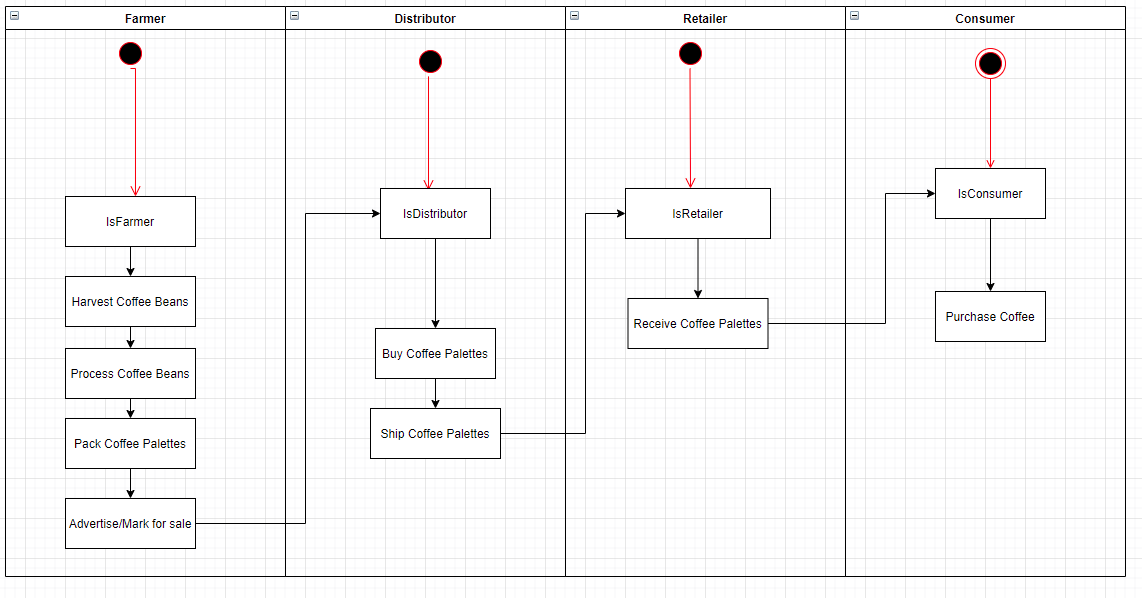 Farmer
Distributor
Retailer
Consumer
IsFarmer
Harvest Coffee Beans
Process Coffee Beans
Pack Coffee Palettes
Advertise/Mark for sale
IsDistributor
Buy Coffee Palettes
Ship Coffee Palettes
IsRetailer
Receive Coffee Palettes
IsConsumer
Purchase Coffee